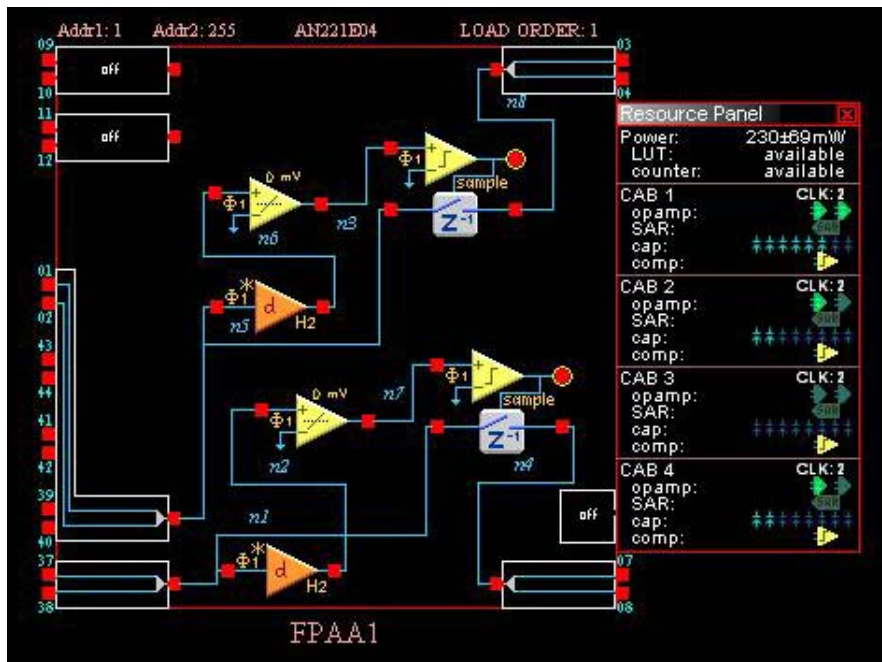 Addr1: 1 Addr2: 255 AN221E04 LOAD ORDER: 1
09
off
10
11
off
12
03
04
n8
Φ1
sample
Z-1
0 mV
Φ1
n6
n3
Φ1
*
d
H2
n5
01
02
43
44
41
42
39
40
37
38
Φ1
sample
Z-1
0 mV
Φ1
n7
n2
n4
n1
Φ1
*
d
H2
off
07
08
FPAA1
Resource Panel
Power: 230±69mW
LUT: available
counter: available
CAB 1 CLK: 2
opamp:
SAR: SAR
cap:
comp:
CAB 2 CLK: 2
opamp:
SAR: SAR
cap:
comp:
CAB 3 CLK: 2
opamp:
SAR: SAR
cap:
comp:
CAB 4 CLK: 2
opamp:
SAR: SAR
cap:
comp: